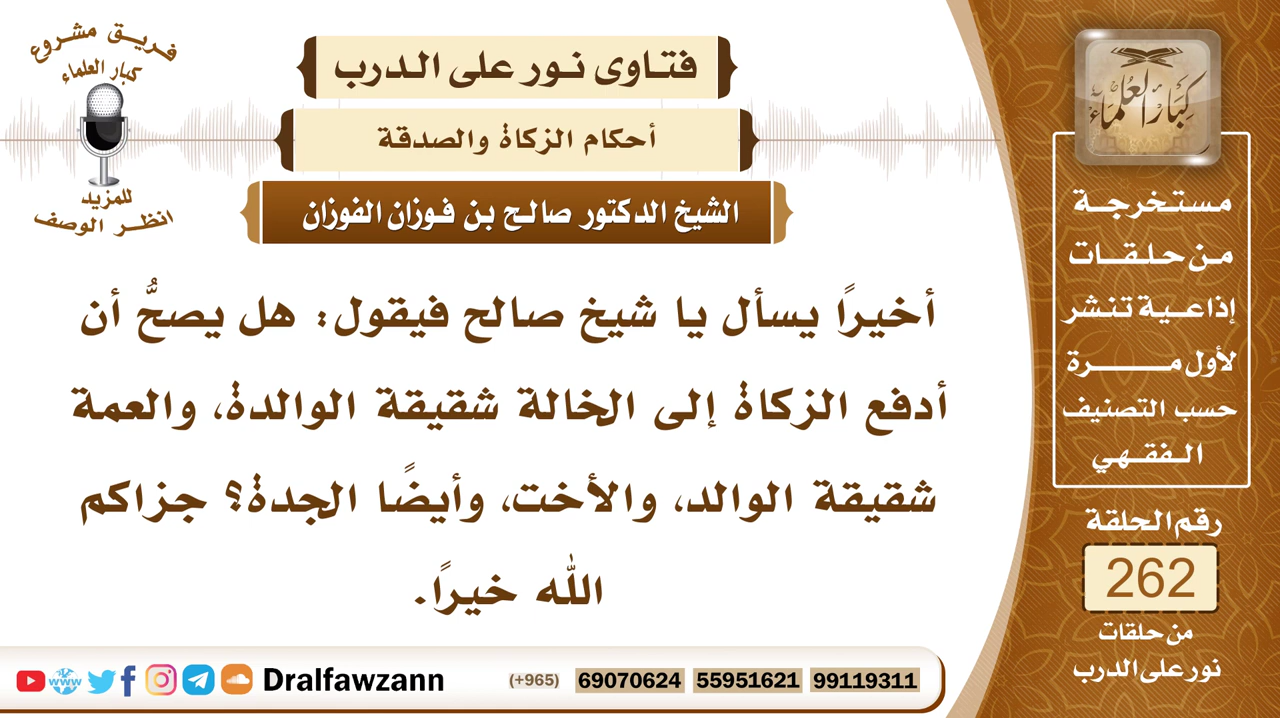 فريق مشروع
كبار العلماء
للمزيد
انظر الوصف
فتاوى نور على الدرب
أحكام الزكاة والصدقة
الشيخ الدكتور صالح بن فوزان الفوزان
أخيرًا يسأل يا شيخ صالح فيقول: هل يصحُّ أن
أدفع الزكاة إلى الخالة شقيقة الوالدة، والعمة
شقيقة الوالد، والأخت، وأيضًا الجدة؟ جزاكم
الله خيرًا.
كبار العلماء
مستخرجة
من حلقات
إذاعية تنشر
لأول مرة
حسب التصنيف
الفقهي
رقم الحلقة
262
من حلقات
نور على الدرب
www Dralfawzann (+965) 69070624 55951621 99119311